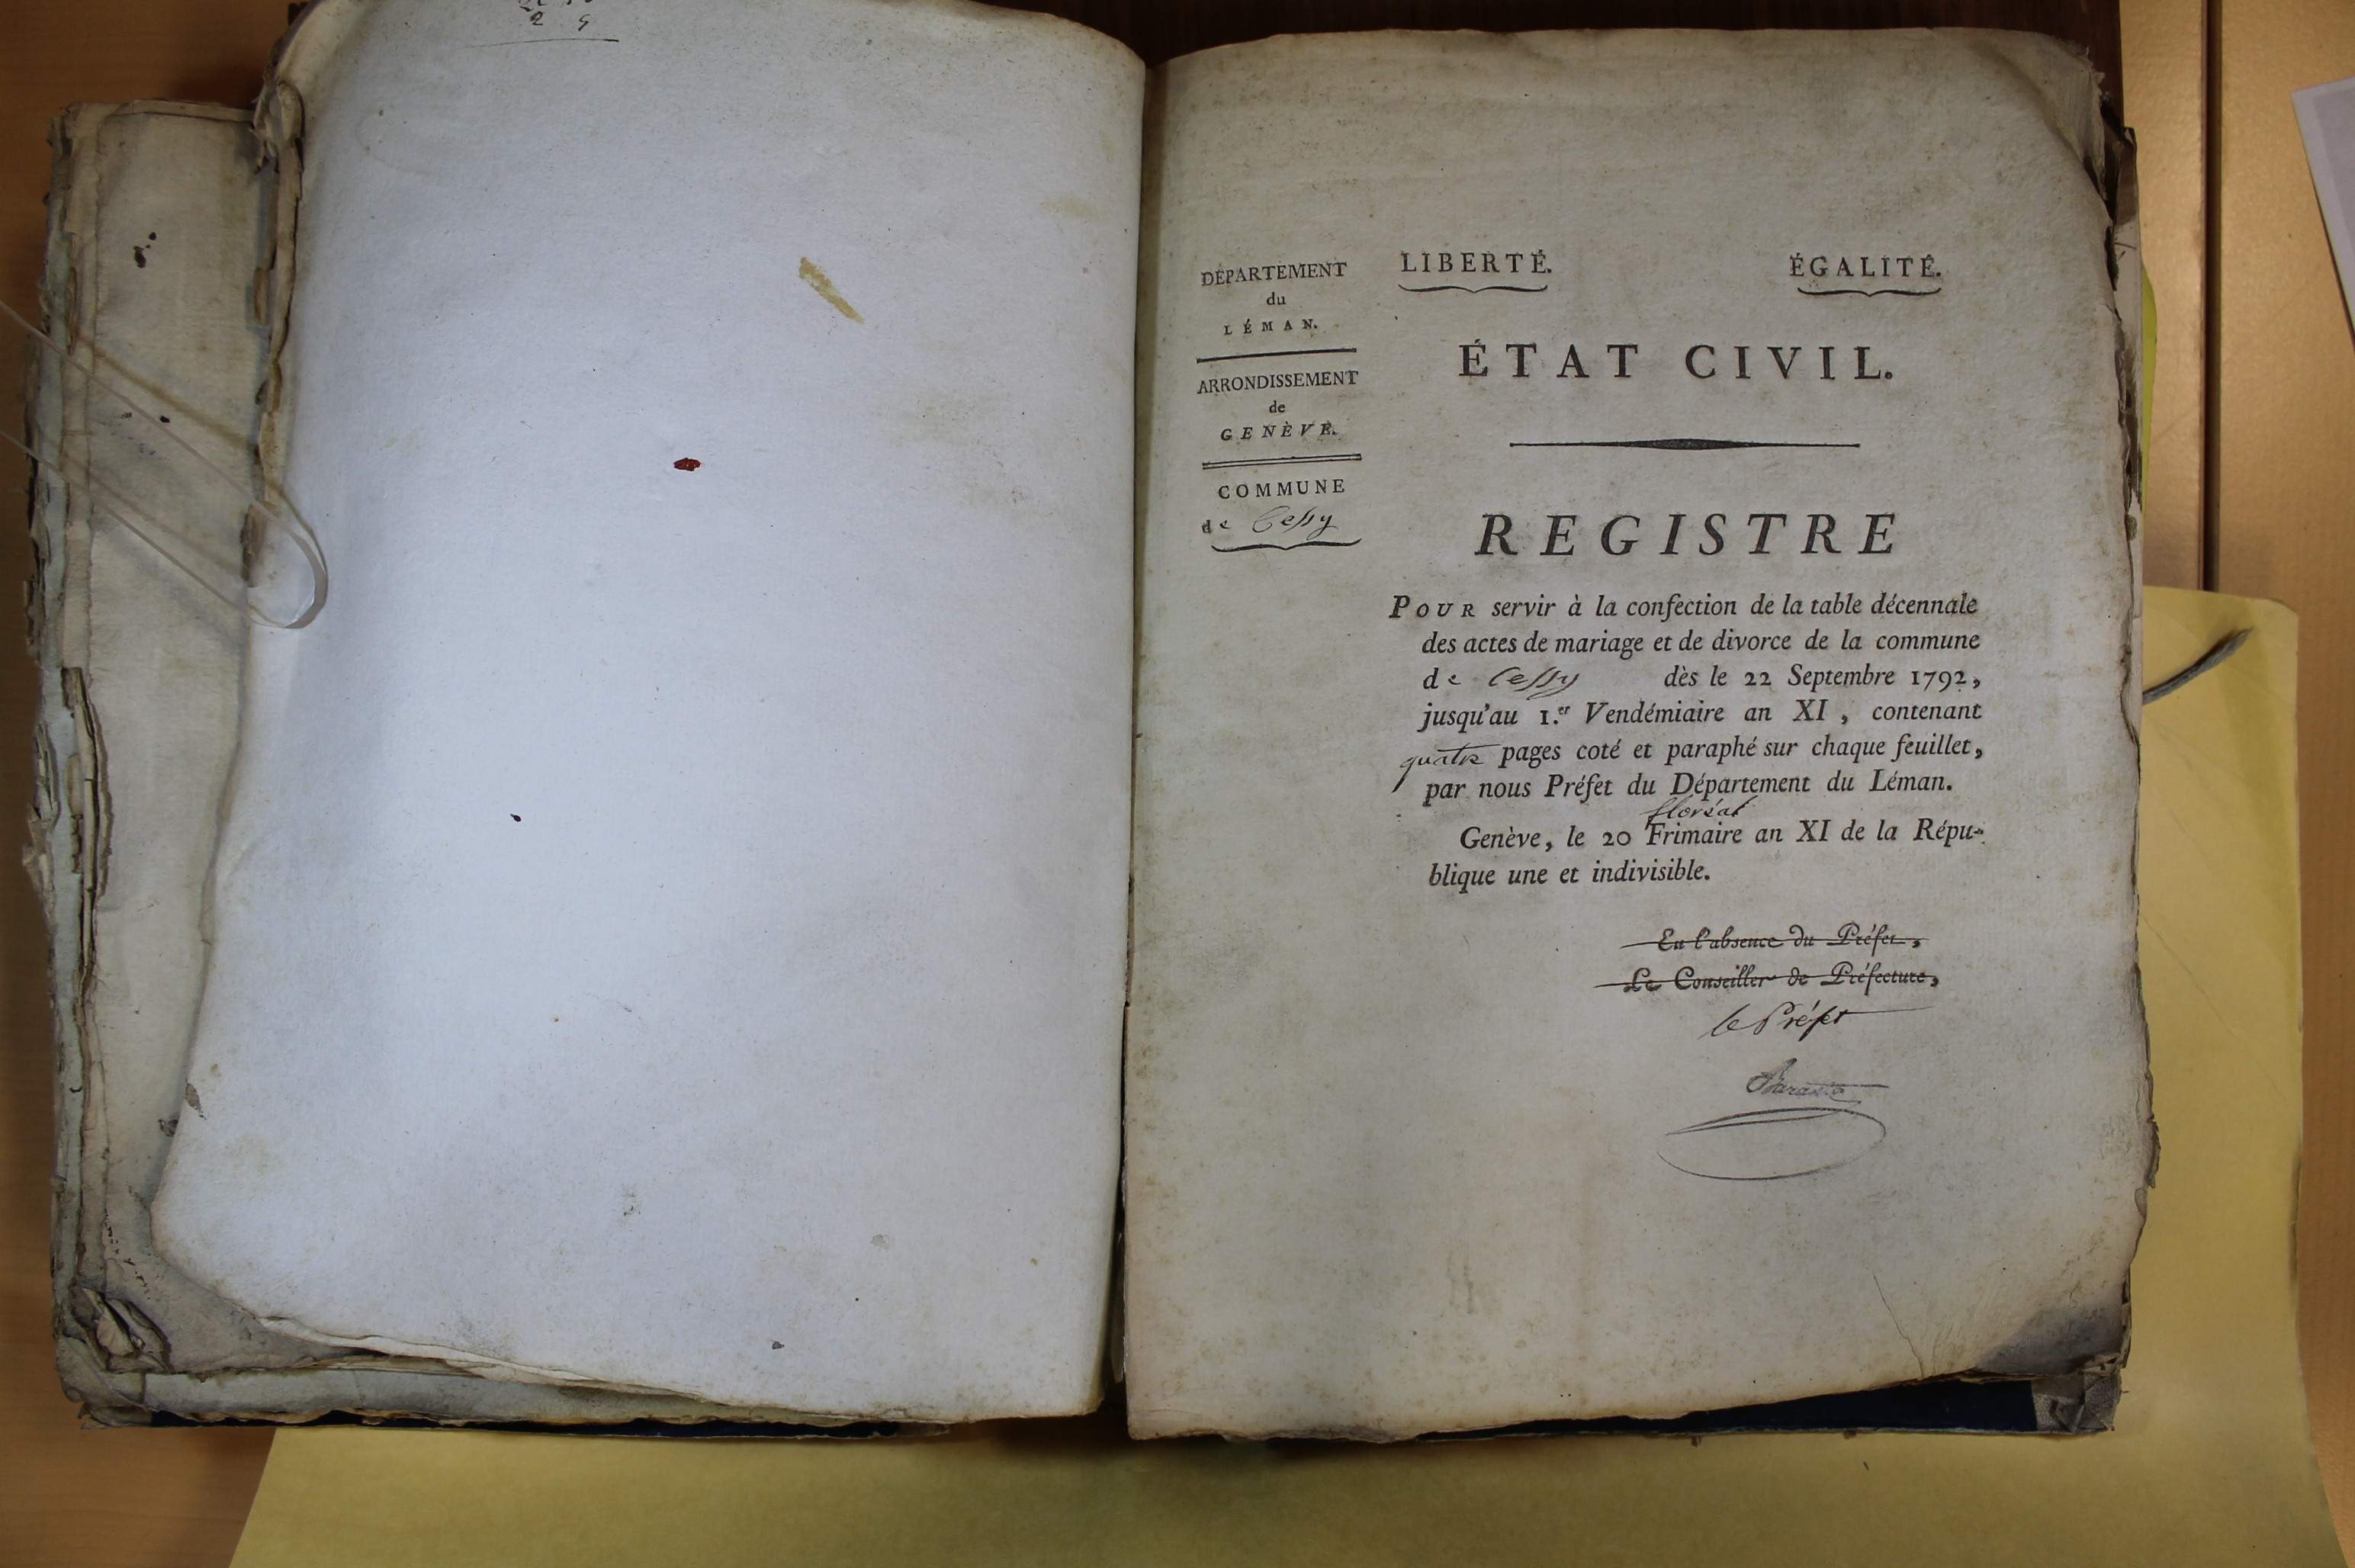 2 9
DÉPARTEMENT
du
LÉMAN.
ARRONDISSEMENT
de
GENÈVE.
COMMUNE
de Cessy
LIBERTÉ. ÉGALITÉ.
ÉTAT CIVIL.
REGISTRE
POUR servir à la confection de la table décennale
des actes de mariage et de divorce de la commune
de Cessy dès le 22 Septembre 1792,
jusqu'au 1.er Vendémiaire an XI, contenant
quatre pages coté et paraphé sur chaque feuillet,
par nous Préfet du Département du Léman.
floréal
Genève, le 20 Frimaire an XI de la Répu-
blique une et indivisible.
En l'absence du Préfet,
Le Conseiller de Préfecture,
le Préfet
Barante